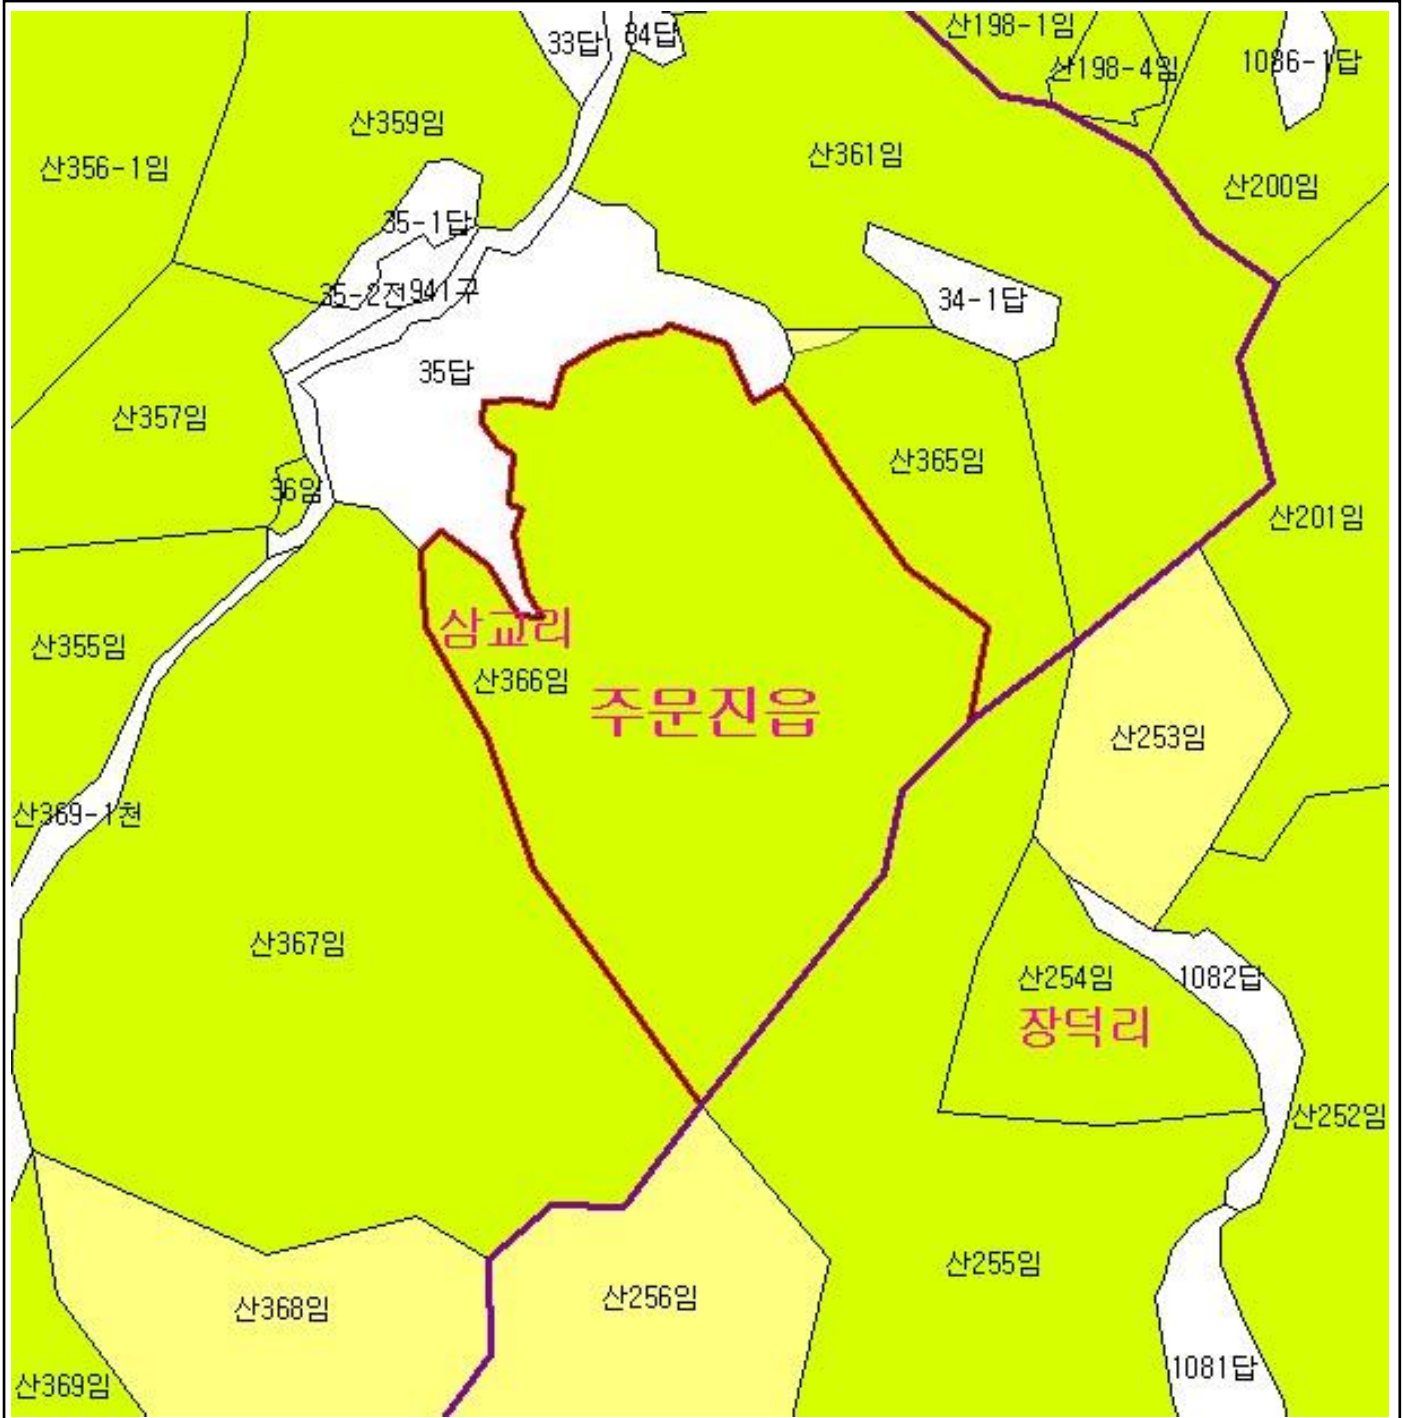 산198-1임
33답
34답
산198-4임
1086-1답
산359임
산361임
산356-1임
산200임
35-1답
35-2전
941구
34-1답
35답
산357임
산365임
36임
산201임
삼교리
산355임
산366임
주문진읍
산253임
산369-1천
산367임
산254임
1082답
장덕리
산252임
산255임
산256임
산368임
1081답
산369임